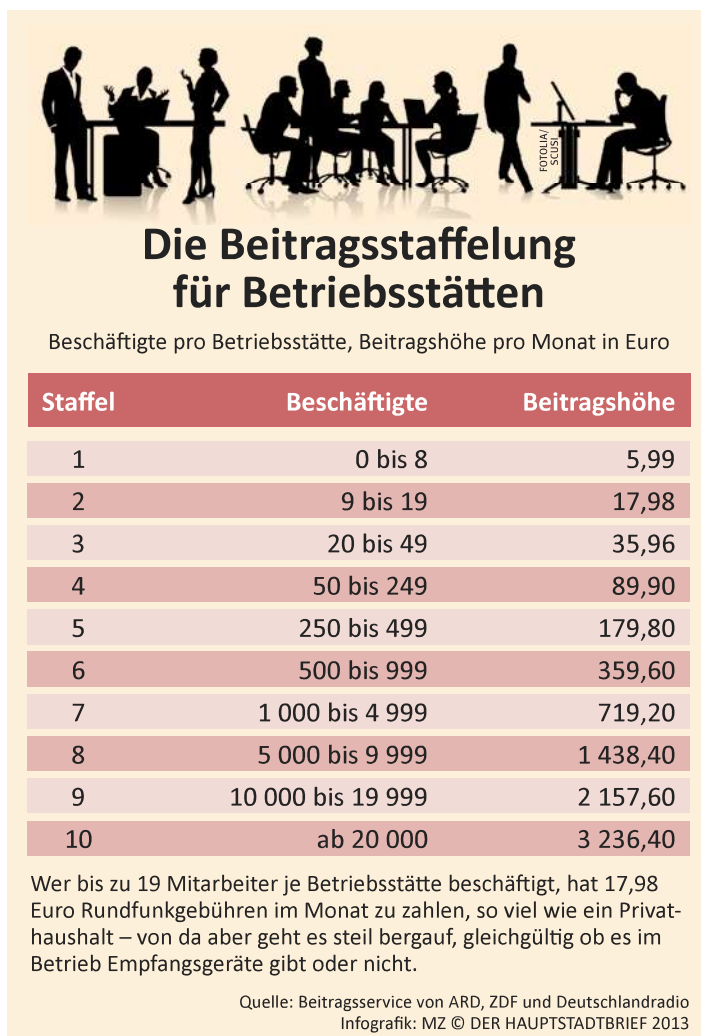 FOTOLIA/
SCUSI
Die Beitragsstaffelung
für Betriebsstätten
Beschäftigte pro Betriebsstätte, Beitragshöhe pro Monat in Euro
Staffel Beschäftigte Beitragshöhe
1 0 bis 8 5,99
2 9 bis 19 17,98
3 20 bis 49 35,96
4 50 bis 249 89,90
5 250 bis 499 179,80
6 500 bis 999 359,60
7 1 000 bis 4 999 719,20
8 5 000 bis 9 999 1 438,40
9 10 000 bis 19 999 2 157,60
10 ab 20 000 3 236,40
Wer bis zu 19 Mitarbeiter je Betriebsstätte beschäftigt, hat 17,98
Euro Rundfunkgebühren im Monat zu zahlen, so viel wie ein Privat-
haushalt – von da aber geht es steil bergauf, gleichgültig ob es im
Betrieb Empfangsgeräte gibt oder nicht.
Quelle: Beitragsservice von ARD, ZDF und Deutschlandradio
Infografik: MZ © DER HAUPTSTADTBRIEF 2013